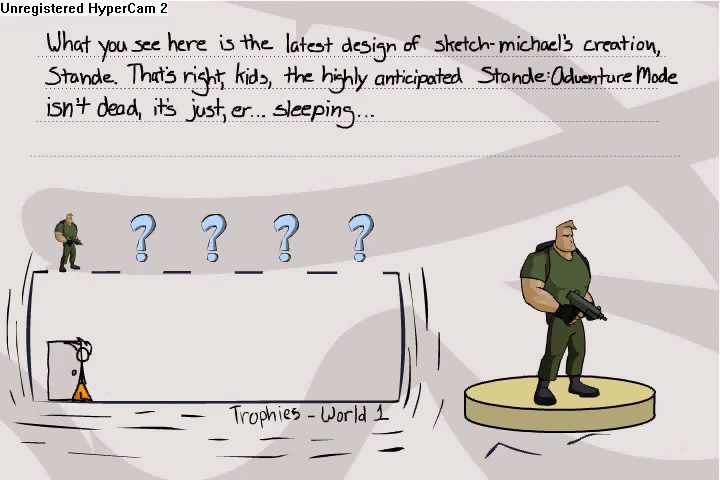 Unregistered HyperCam 2
What you see here is the latest design of sketch-michael's creation,
Stande. That's right, kids, the highly anticipated Stande:Adventure Mode
isn't dead, it's just, er... sleeping...
? ? ? ?
Trophies - World 1